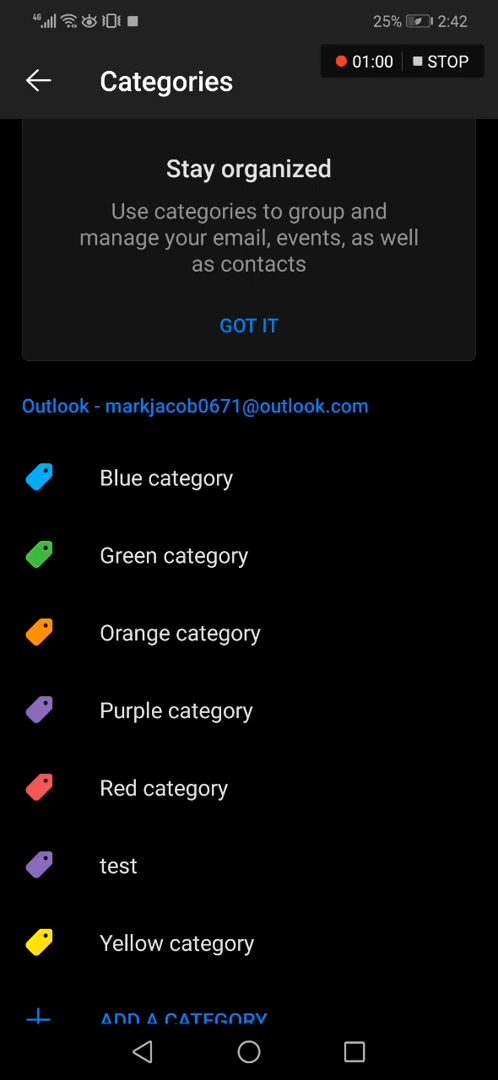 4G 25% 2:42
Categories
01:00 STOP
Stay organized
Use categories to group and
manage your email, events, as well
as contacts
GOT IT
Outlook - markjacob0671@outlook.com
Blue category
Green category
Orange category
Purple category
Red category
test
Yellow category
ADD A CATEGORY